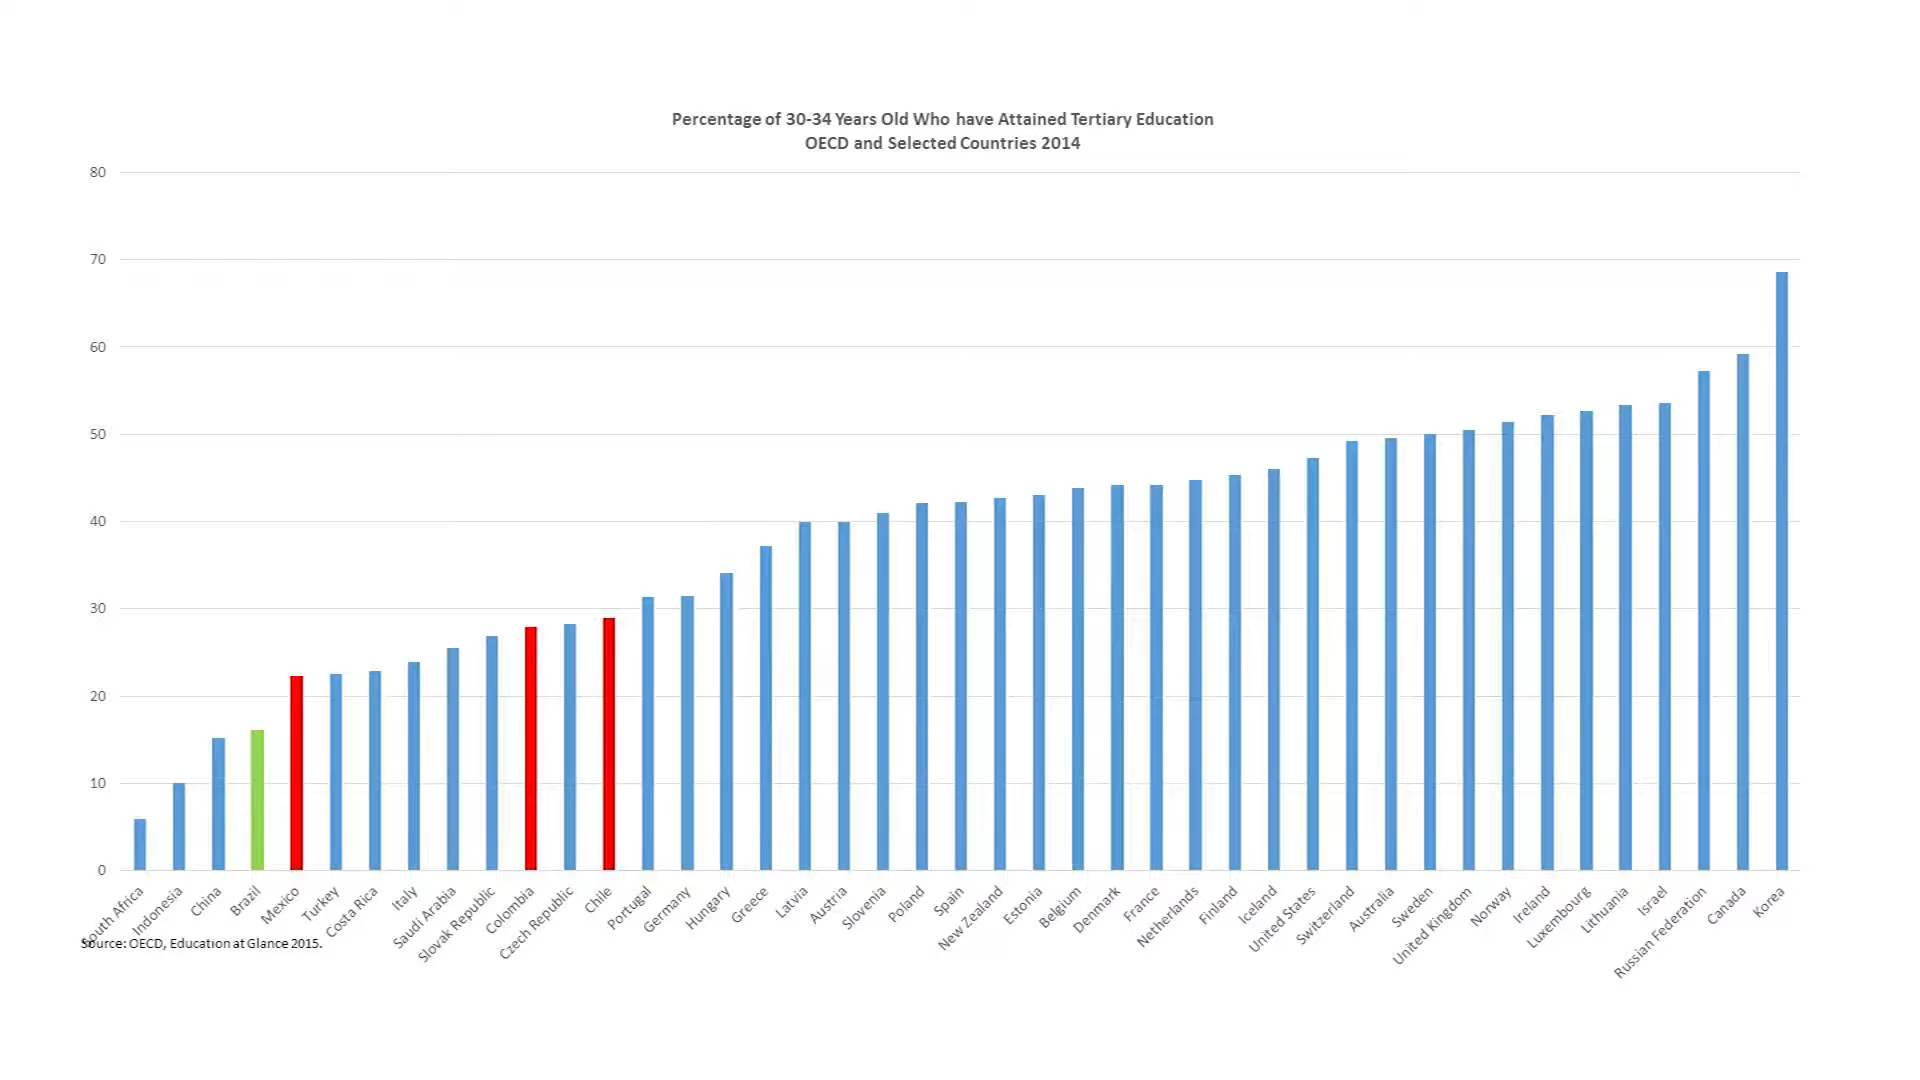 Percentage of 30-34 Years Old Who have Attained Tertiary Education
OECD and Selected Countries 2014
80
70
60
50
40
30
20
10
0
South Africa
Indonesia
China
Brazil
Mexico
Turkey
Costa Rica
Italy
Saudi Arabia
Slovak Republic
Colombia
Czech Republic
Chile
Portugal
Germany
Hungary
Greece
Latvia
Austria
Slovenia
Poland
Spain
New Zealand
Estonia
Belgium
Denmark
France
Netherlands
Finland
Iceland
United States
Switzerland
Australia
Sweden
United Kingdom
Norway
Ireland
Luxembourg
Lithuania
Israel
Russian Federation
Canada
Korea
Source: OECD, Education at Glance 2015.